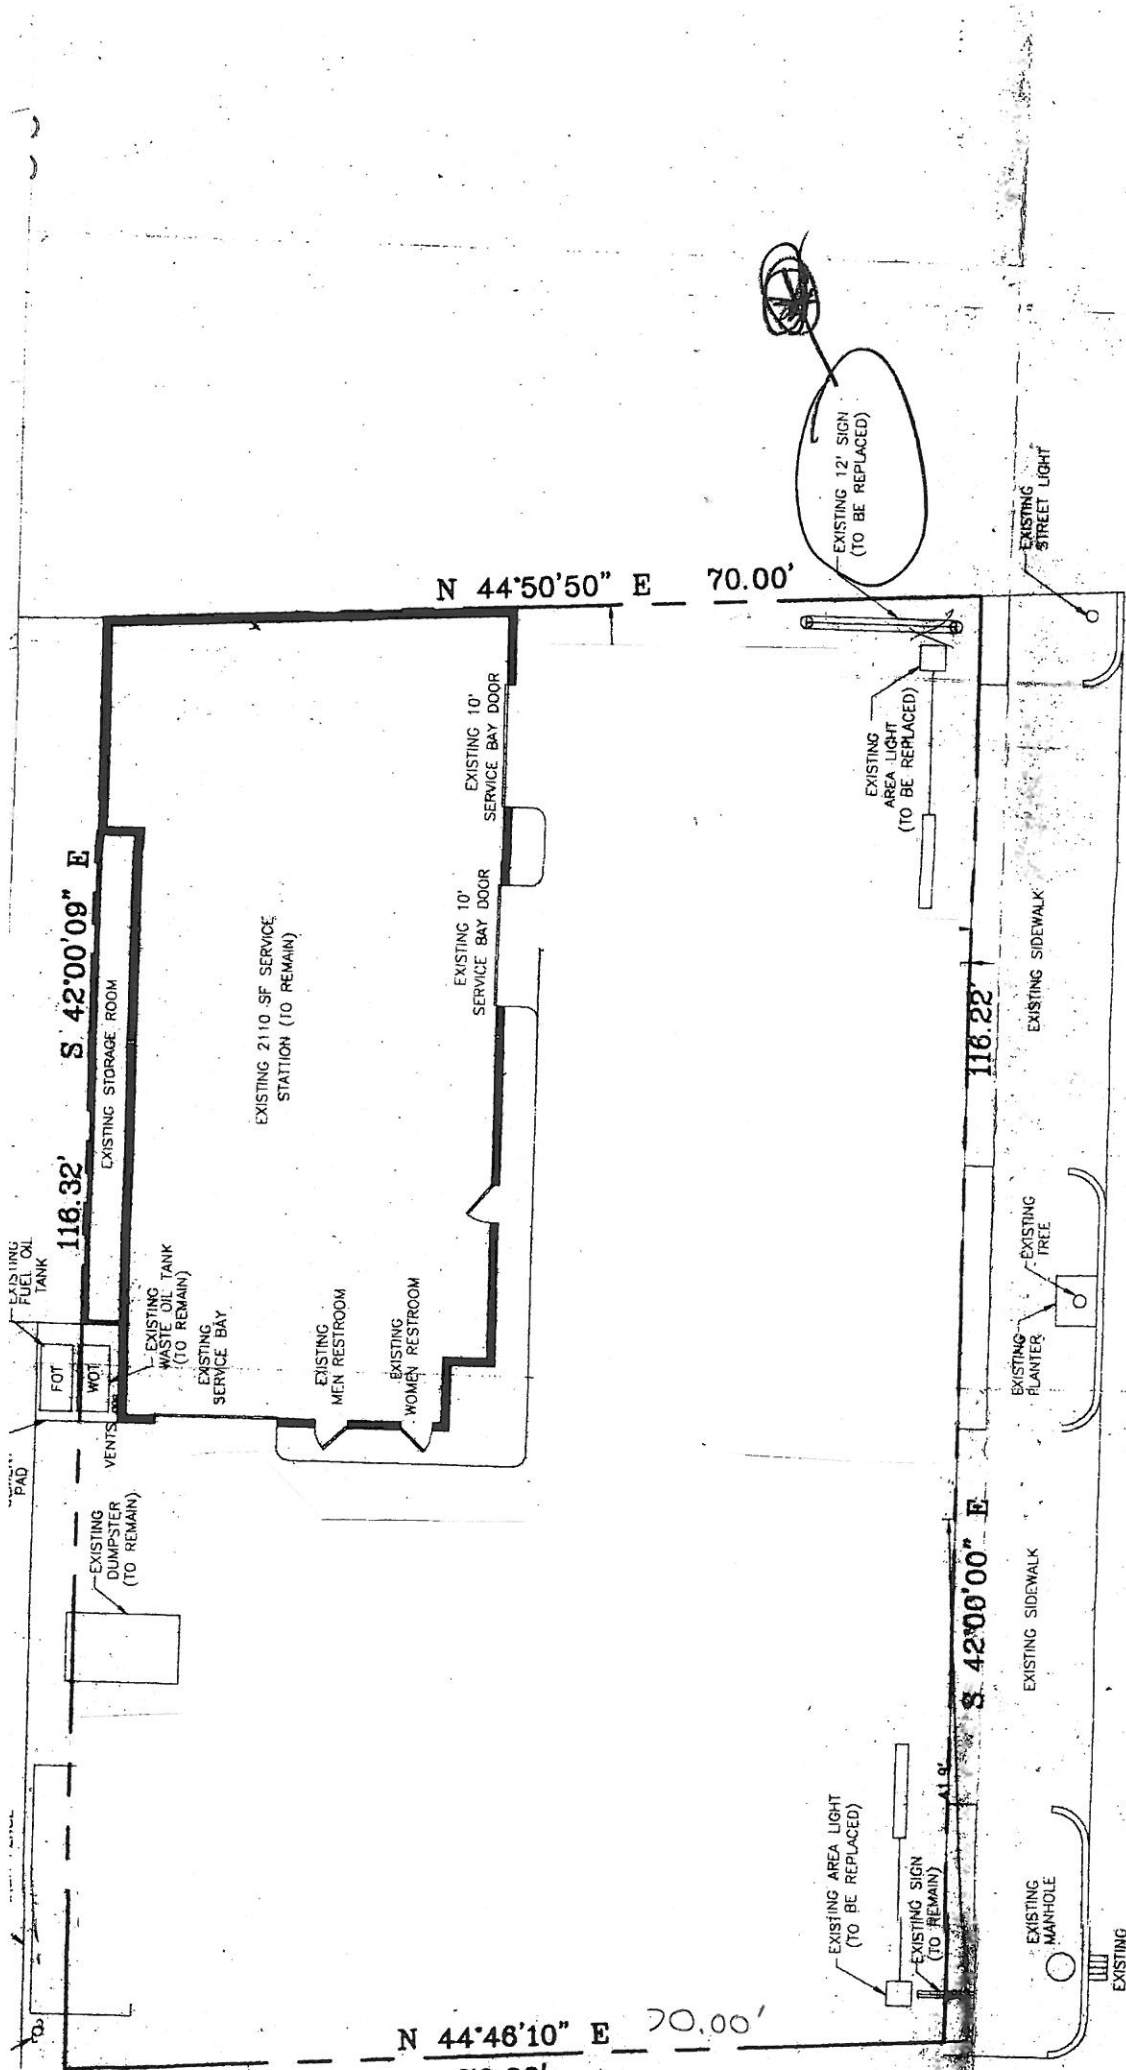 EXISTING
FUEL OIL
TANK
116.32'
S 42°00'09" E
EXISTING STORAGE ROOM
FOT
WOT
VENTS
PAD
EXISTING
WASTE OIL TANK
(TO REMAIN)
EXISTING
SERVICE BAY
EXISTING
DUMPSTER
(TO REMAIN)
EXISTING 2110 SF SERVICE
STATTION (TO REMAIN)
EXISTING
MEN RESTROOM
EXISTING
WOMEN RESTROOM
EXISTING 10'
SERVICE BAY DOOR
EXISTING 10'
SERVICE BAY DOOR
N 44°50'50" E 70.00'
EXISTING 12' SIGN
(TO BE REPLACED)
EXISTING
AREA LIGHT
(TO BE REPLACED)
EXISTING
STREET LIGHT
116.22'
EXISTING SIDEWALK
EXISTING
TREE
EXISTING
PLANTER
S 42°00'00" E
EXISTING SIDEWALK
EXISTING AREA LIGHT
(TO BE REPLACED)
EXISTING SIGN
(TO REMAIN)
EXISTING
MANHOLE
EXISTING
N 44°46'10" E 70.00'